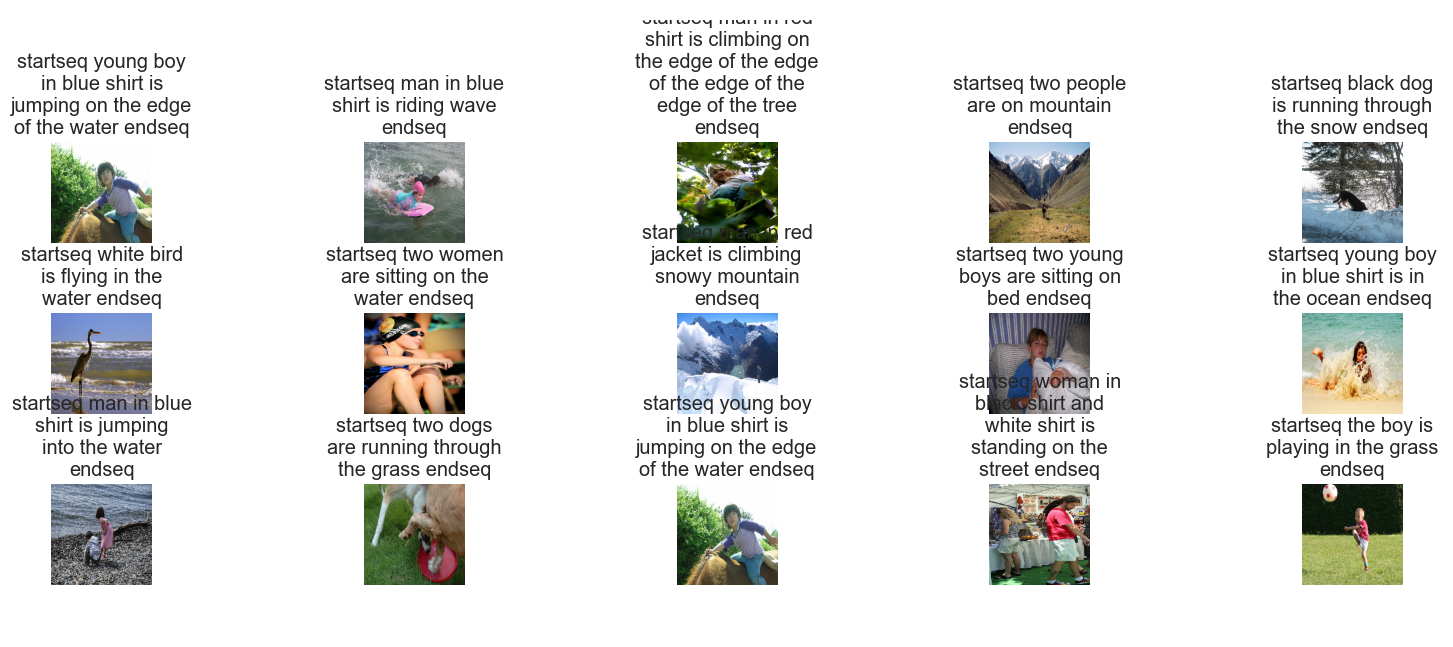 startseq young boy
in blue shirt is
jumping on the edge
of the water endseq
startseq man in blue
shirt is riding wave
endseq
startseq man in red
shirt is climbing on
the edge of the edge
of the edge of the
edge of the tree
endseq
startseq two people
are on mountain
endseq
startseq black dog
is running through
the snow endseq
startseq white bird
is flying in the
water endseq
startseq two women
are sitting on the
water endseq
red
jacket is climbing
snowy mountain
endseq
startseq two young
boys are sitting on
bed endseq
startseq young boy
in blue shirt is in
the ocean endseq
startseq man in blue
shirt is jumping
into the water
endseq
startseq two dogs
are running through
the grass endseq
startseq young boy
in blue shirt is
jumping on the edge
of the water endseq
startseq woman in
black shirt and
white shirt is
standing on the
street endseq
startseq the boy is
playing in the grass
endseq